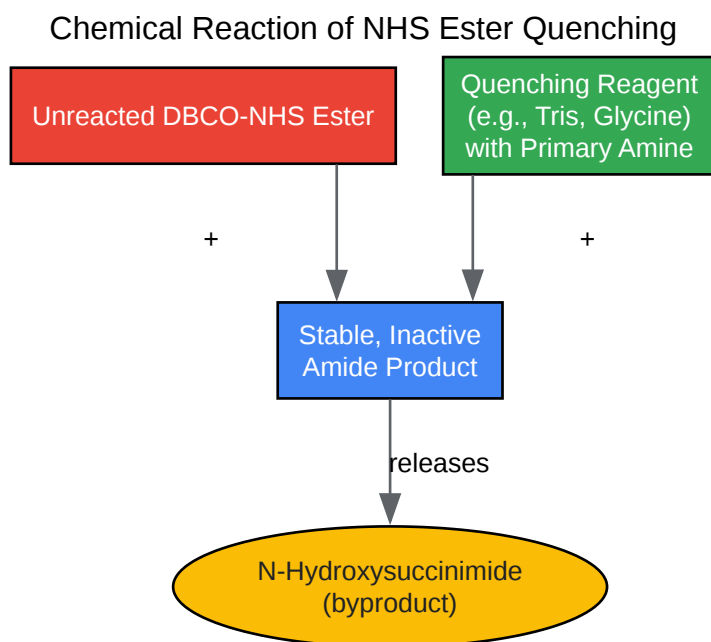 Chemical Reaction of NHS Ester Quenching
Unreacted DBCO-NHS Ester
Quenching Reagent
(e.g., Tris, Glycine)
with Primary Amine
+
+
Stable, Inactive
Amide Product
releases
N-Hydroxysuccinimide
(byproduct)